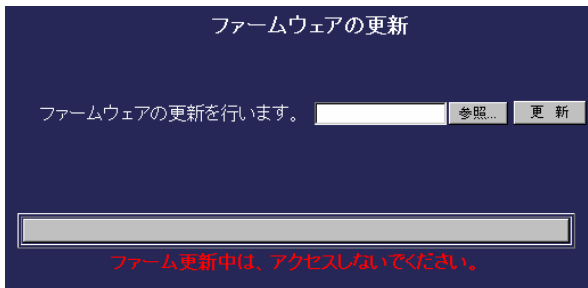 ファームウェアの更新
ファームウェアの更新を行います。 参照... 更 新
ファーム更新中は、アクセスしないでください。